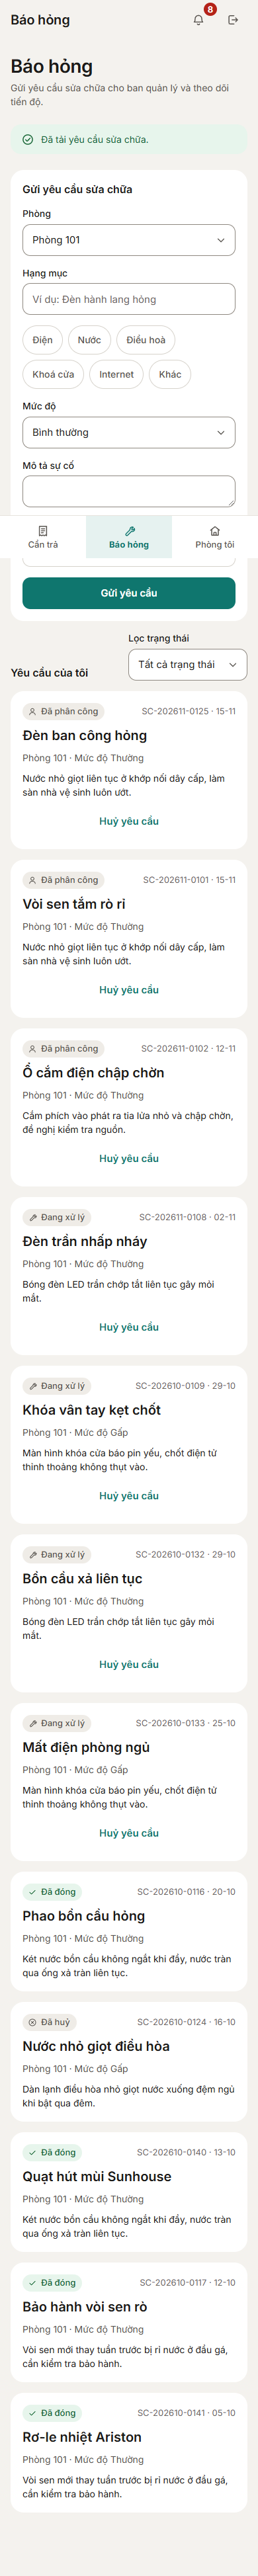 Báo hỏng
8
Báo hỏng
Gửi yêu cầu sửa chữa cho ban quản lý và theo dõi
tiến độ.
Đã tải yêu cầu sửa chữa.
Gửi yêu cầu sửa chữa
Phòng
Phòng 101
Hạng mục
Ví dụ: Đèn hành lang hỏng
Điện
Nước
Điều hoà
Khoá cửa
Internet
Khác
Mức độ
Bình thường
Mô tả sự cố
Cần trả
Báo hỏng
Phòng tôi
Gửi yêu cầu
Lọc trạng thái
Yêu cầu của tôi
Tất cả trạng thái
Đã phân công
SC-202611-0125 · 15-11
Đèn ban công hỏng
Phòng 101 · Mức độ Thường
Nước nhỏ giọt liên tục ở khớp nối dây cấp, làm
sàn nhà vệ sinh luôn ướt.
Huỷ yêu cầu
Đã phân công
SC-202611-0101 · 15-11
Vòi sen tắm rò rỉ
Phòng 101 · Mức độ Thường
Nước nhỏ giọt liên tục ở khớp nối dây cấp, làm
sàn nhà vệ sinh luôn ướt.
Huỷ yêu cầu
Đã phân công
SC-202611-0102 · 12-11
Ổ cắm điện chập chờn
Phòng 101 · Mức độ Thường
Cắm phích vào phát ra tia lửa nhỏ và chập chờn,
đề nghị kiểm tra nguồn.
Huỷ yêu cầu
Đang xử lý
SC-202611-0108 · 02-11
Đèn trần nhấp nháy
Phòng 101 · Mức độ Thường
Bóng đèn LED trần chớp tắt liên tục gây mỏi
mắt.
Huỷ yêu cầu
Đang xử lý
SC-202610-0109 · 29-10
Khóa vân tay kẹt chốt
Phòng 101 · Mức độ Gấp
Màn hình khóa cửa báo pin yếu, chốt điện tử
thỉnh thoảng không thụt vào.
Huỷ yêu cầu
Đang xử lý
SC-202610-0132 · 29-10
Bồn cầu xả liên tục
Phòng 101 · Mức độ Thường
Bóng đèn LED trần chớp tắt liên tục gây mỏi
mắt.
Huỷ yêu cầu
Đang xử lý
SC-202610-0133 · 25-10
Mất điện phòng ngủ
Phòng 101 · Mức độ Gấp
Màn hình khóa cửa báo pin yếu, chốt điện tử
thỉnh thoảng không thụt vào.
Huỷ yêu cầu
Đã đóng
SC-202610-0116 · 20-10
Phao bồn cầu hỏng
Phòng 101 · Mức độ Thường
Két nước bồn cầu không ngắt khi đầy, nước tràn
qua ống xả tràn liên tục.
Đã huỷ
SC-202610-0124 · 16-10
Nước nhỏ giọt điều hòa
Phòng 101 · Mức độ Gấp
Dàn lạnh điều hòa nhỏ giọt nước xuống đệm ngủ
khi bật qua đêm.
Đã đóng
SC-202610-0140 · 13-10
Quạt hút mùi Sunhouse
Phòng 101 · Mức độ Thường
Két nước bồn cầu không ngắt khi đầy, nước tràn
qua ống xả tràn liên tục.
Đã đóng
SC-202610-0117 · 12-10
Bảo hành vòi sen rò
Phòng 101 · Mức độ Thường
Vòi sen mới thay tuần trước bị rỉ nước ở đầu gá,
cần kiểm tra bảo hành.
Đã đóng
SC-202610-0141 · 05-10
Rơ-le nhiệt Ariston
Phòng 101 · Mức độ Thường
Vòi sen mới thay tuần trước bị rỉ nước ở đầu gá,
cần kiểm tra bảo hành.